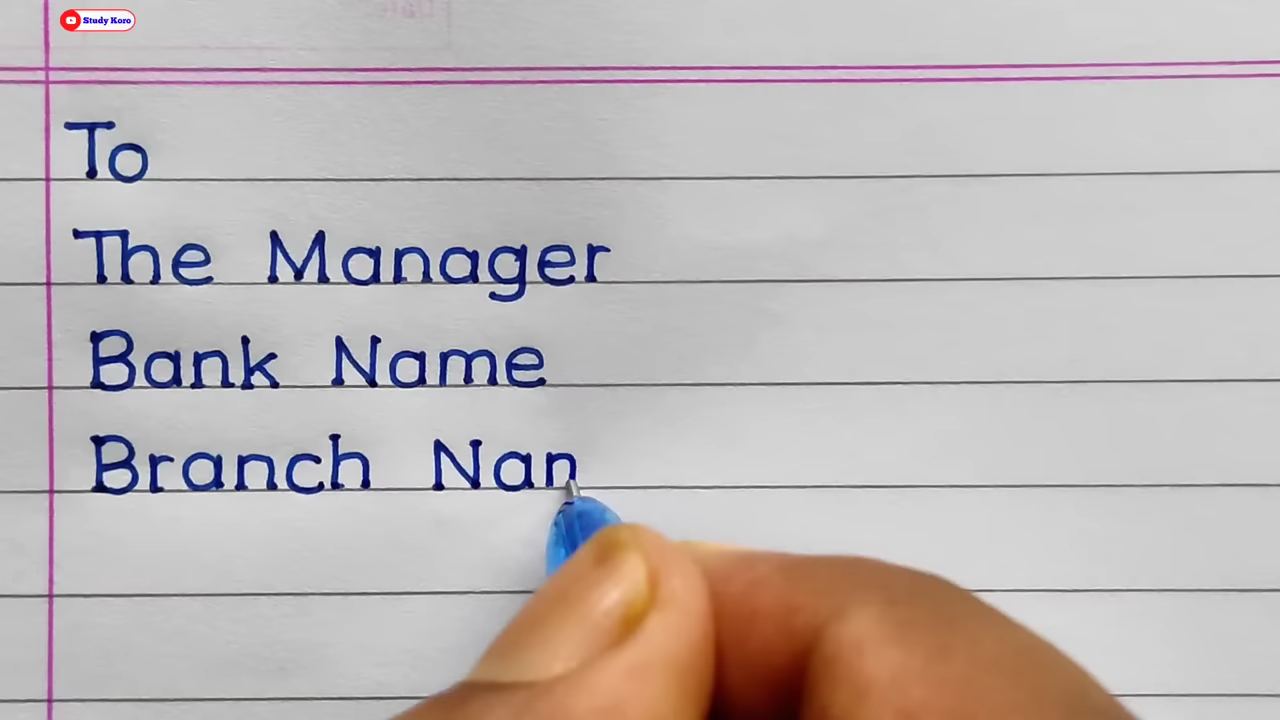 Study Koro
To
The Manager
Bank Name
Branch Nan